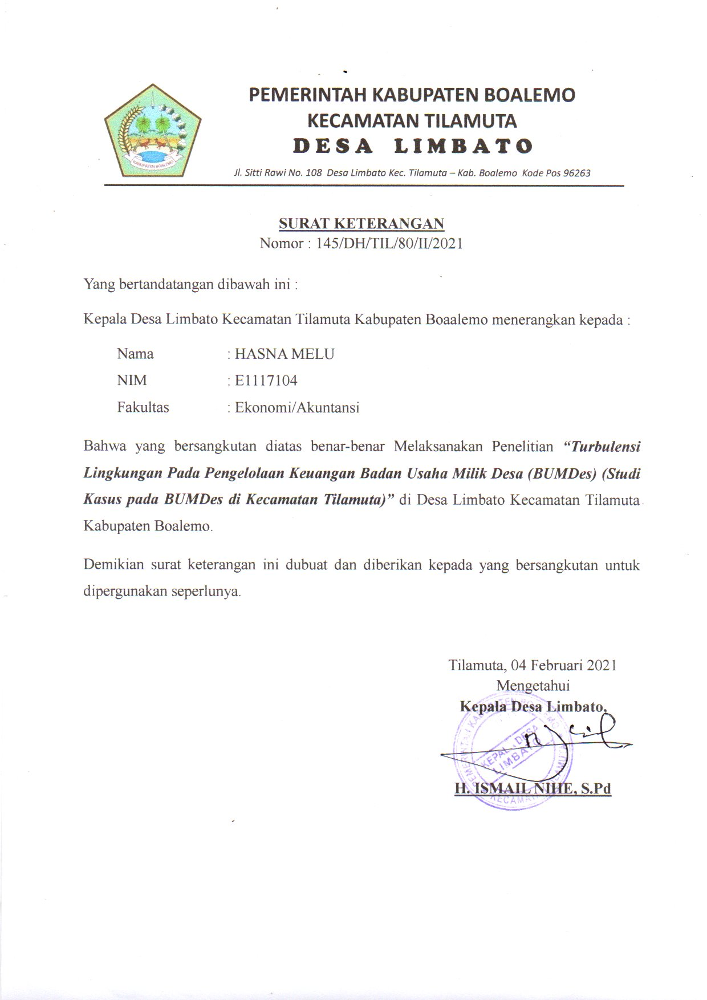 PEMERINTAH KABUPATEN BOALEMO
KECAMATAN TILAMUTA
DESA LIMBATO
Jl. Sitti Rawi No. 108 Desa Limbato Kec. Tilamuta – Kab. Boalemo Kode Pos 96263
KABUPATEN BOALEMO
SURAT KETERANGAN
Nomor : 145/DH/TIL/80/II/2021
Yang bertandatangan dibawah ini :
Kepala Desa Limbato Kecamatan Tilamuta Kabupaten Boaalemo menerangkan kepada :
Nama : HASNA MELU
NIM : E1117104
Fakultas : Ekonomi/Akuntansi
Bahwa yang bersangkutan diatas benar-benar Melaksanakan Penelitian “Turbulensi
Lingkungan Pada Pengelolaan Keuangan Badan Usaha Milik Desa (BUMDes) (Studi
Kasus pada BUMDes di Kecamatan Tilamuta)” di Desa Limbato Kecamatan Tilamuta
Kabupaten Boalemo.
Demikian surat keterangan ini dubuat dan diberikan kepada yang bersangkutan untuk
dipergunakan seperlunya.
Tilamuta, 04 Februari 2021
Mengetahui
Kepala Desa Limbato,
KEPALA DESA
LIMBATO
H. ISMAIL NIHE, S.Pd